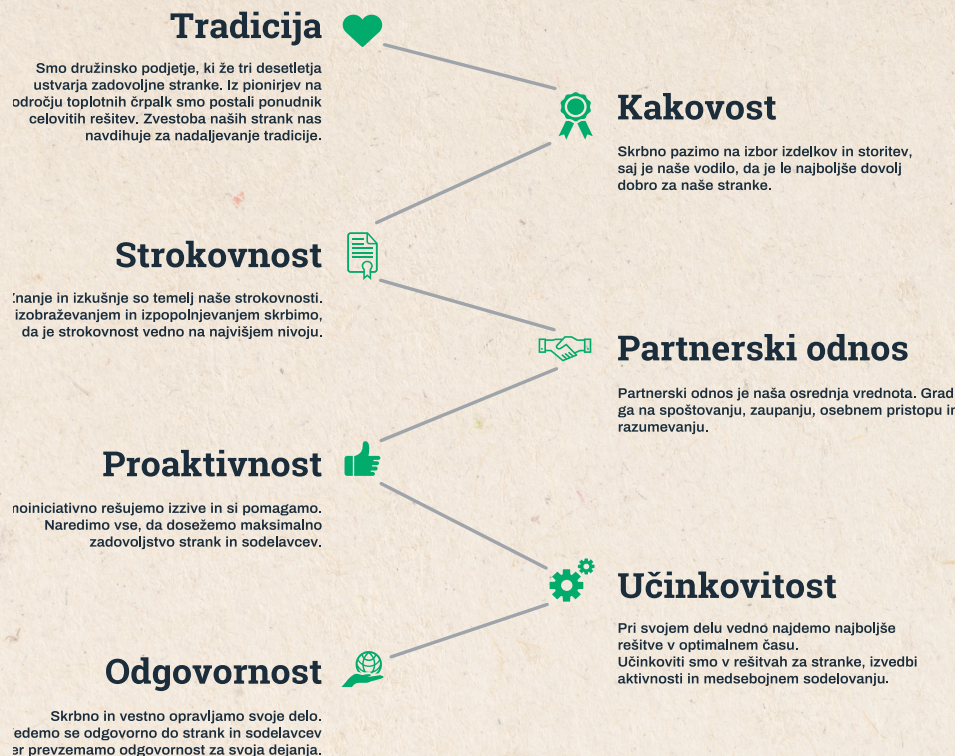 Tradicija
Smo družinsko podjetje, ki že tri desetletja
ustvarja zadovoljne stranke. Iz pionirjev na
toplotnih črpalk smo postali ponudnik
celovitih rešitev. Zvestoba naših strank nas
navdihuje za nadaljevanje tradicije.
Kakovost
Skrbno pazimo na izbor izdelkov in storitev,
saj je naše vodilo, da je le najboljše dovolj
dobro za naše stranke.
Strokovnost
in izkušnje so temelj naše strokovnosti.
izobraževanjem in izpopolnjevanjem skrbimo,
da je strokovnost vedno na najvišjem nivoju.
Partnerski odnos
Partnerski odnos je naša osrednja vrednota.
ga na spoštovanju, zaupanju, osebnem pristopu
razumevanju.
Proaktivnost
rešujemo izzive in si pomagamo.
Naredimo vse, da dosežemo maksimalno
zadovoljstvo strank in sodelavcev.
Učinkovitost
Pri svojem delu vedno najdemo najboljše
rešitve v optimalnem času.
Učinkoviti smo v rešitvah za stranke, izvedbi
aktivnosti in medsebojnem sodelovanju.
Odgovornost
Skrbno in vestno opravljamo svoje delo.
se odgovorno do strank in sodelavcev
prevzemamo odgovornost za svoja dejanja.